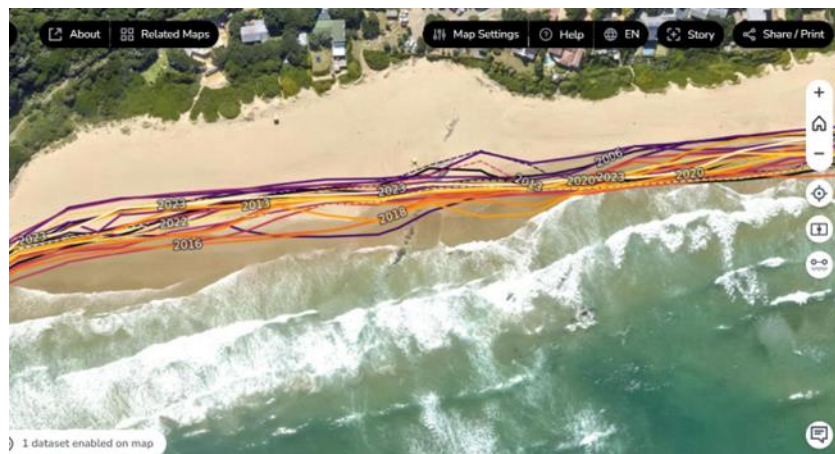 About
Related Maps
Map Settings
Help
EN
Story
Share / Print
2006
2023
2013
2020
2023
2020
2023
2013
2022
2018
2023
2016
1 dataset enabled on map